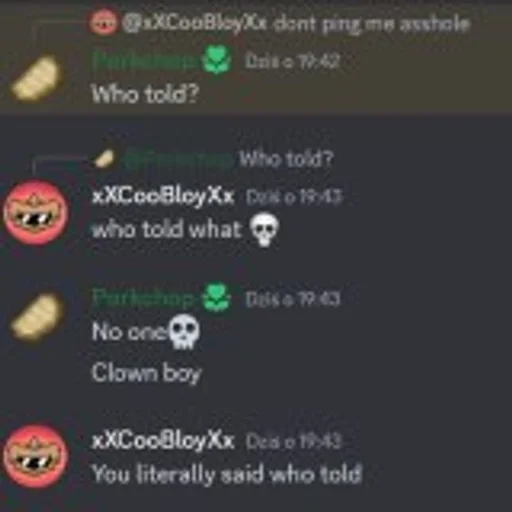 @xXCooBloyXx dont ping me asshole
Porkchop Dziś o 19:42
Who told?
@Porkchop Who told?
xXCooBloyXx Dziś o 19:43
who told what 💀
Porkchop Dziś o 19:43
No one💀
Clown boy
xXCooBloyXx Dziś o 19:43
You literally said who told